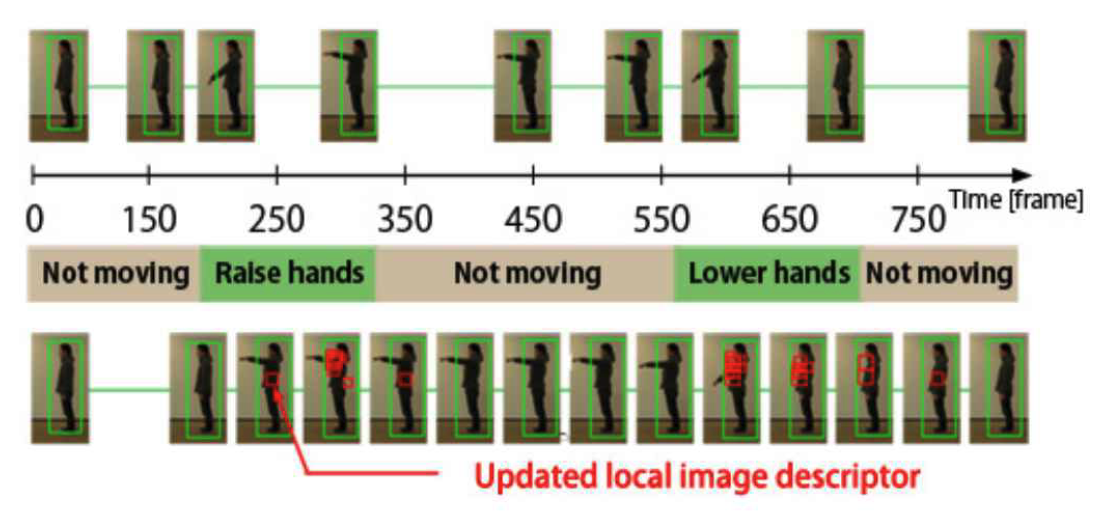 0 150 250 350 450 550 650 750 Time [frame]
Not moving Raise hands Not moving Lower hands Not moving
Updated local image descriptor